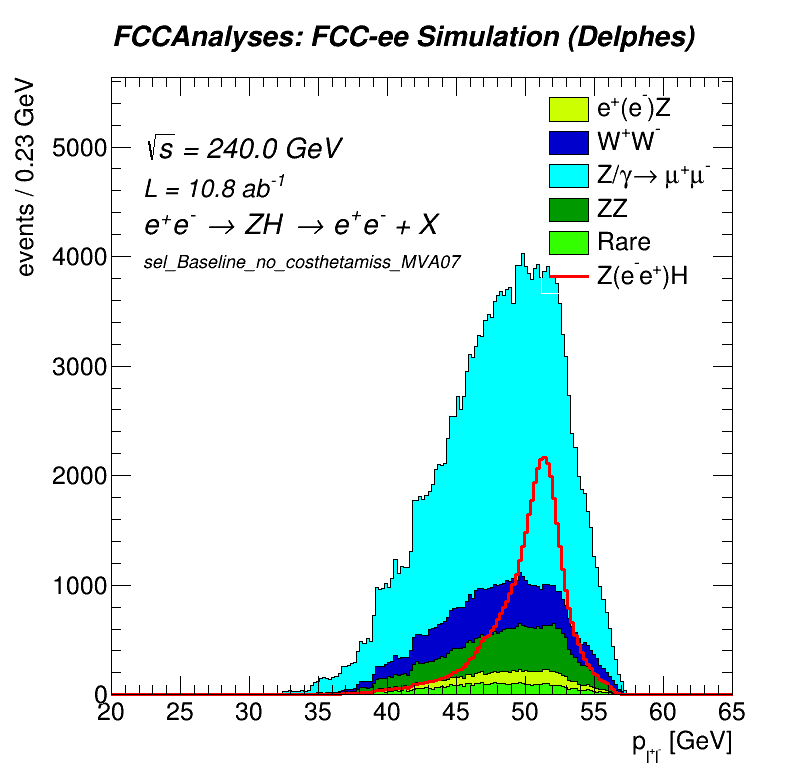 FCCAnalyses: FCC-ee Simulation (Delphes)
events / 0.23 GeV
√s = 240.0 GeV
L = 10.8 ab⁻¹
e⁺e⁻ → ZH → e⁺e⁻ + X
sel_Baseline_no_costhetamiss_MVA07
e⁺(e⁻)Z
W⁺W⁻
Z/γ→ μ⁺μ⁻
ZZ
Rare
Z(e⁻e⁺)H
5000
4000
3000
2000
1000
0
20 25 30 35 40 45 50 55 60 65
p_l⁺l⁻ [GeV]